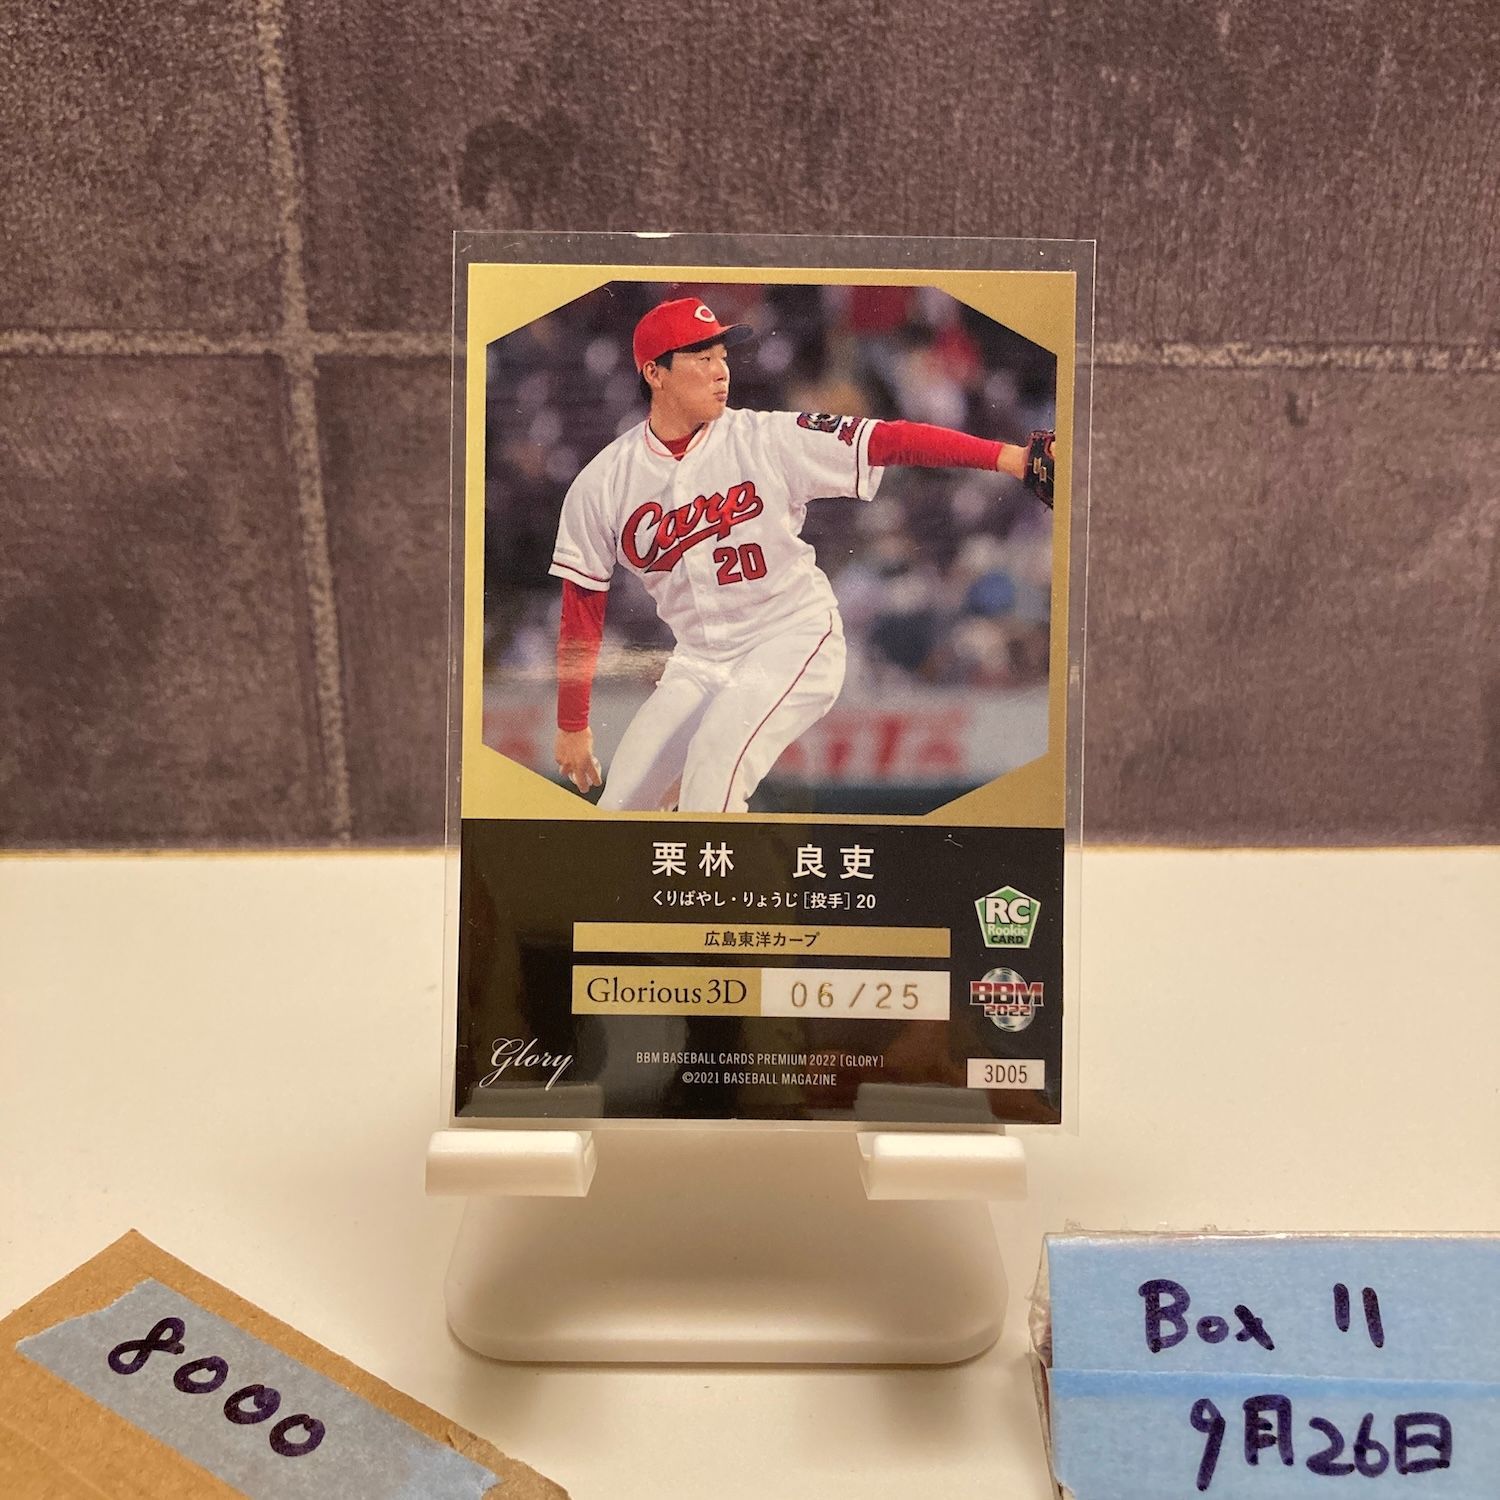 C
Carp
20
栗林 良吏
くりばやし・りょうじ [投手] 20
広島東洋カープ
Glorious 3D 06/25
RC
Rookie
CARD
BBM
2022
Glory
BBM BASEBALL CARDS PREMIUM 2022 [GLORY]
©2021 BASEBALL MAGAZINE
3D05
8000
Box 11
9月26日